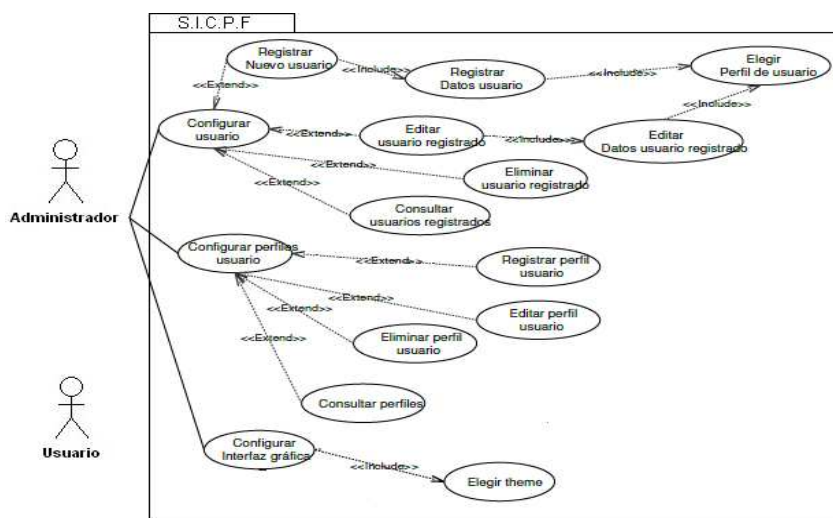 S.I.C.P.F
Registrar
Nuevo usuario
<<Include>>
Registrar
Datos usuario
<<Include>>
Elegir
Perfil de usuario
<<Extend>>
<<Include>>
Configurar
usuario
<<Extend>>
Editar
usuario registrado
<<Include>>
Editar
Datos usuario registrado
<<Extend>>
Eliminar
usuario registrado
<<Extend>>
Consultar
usuarios registrados
Administrador
Configurar perfiles
usuario
<<Extend>>
Registrar perfil
usuario
<<Extend>>
Editar perfil
usuario
<<Extend>>
Eliminar perfil
usuario
<<Extend>>
Consultar perfiles
Usuario
Configurar
Interfaz gráfica
<<Include>>
Elegir theme